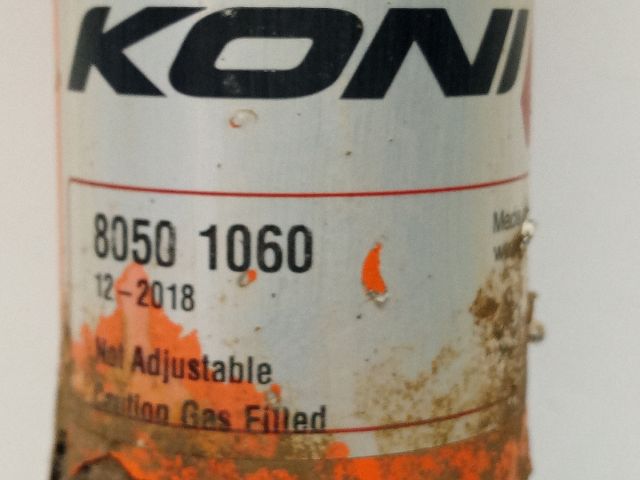 KONI
8050 1060
12-2018
Not Adjustable
Caution Gas Filled